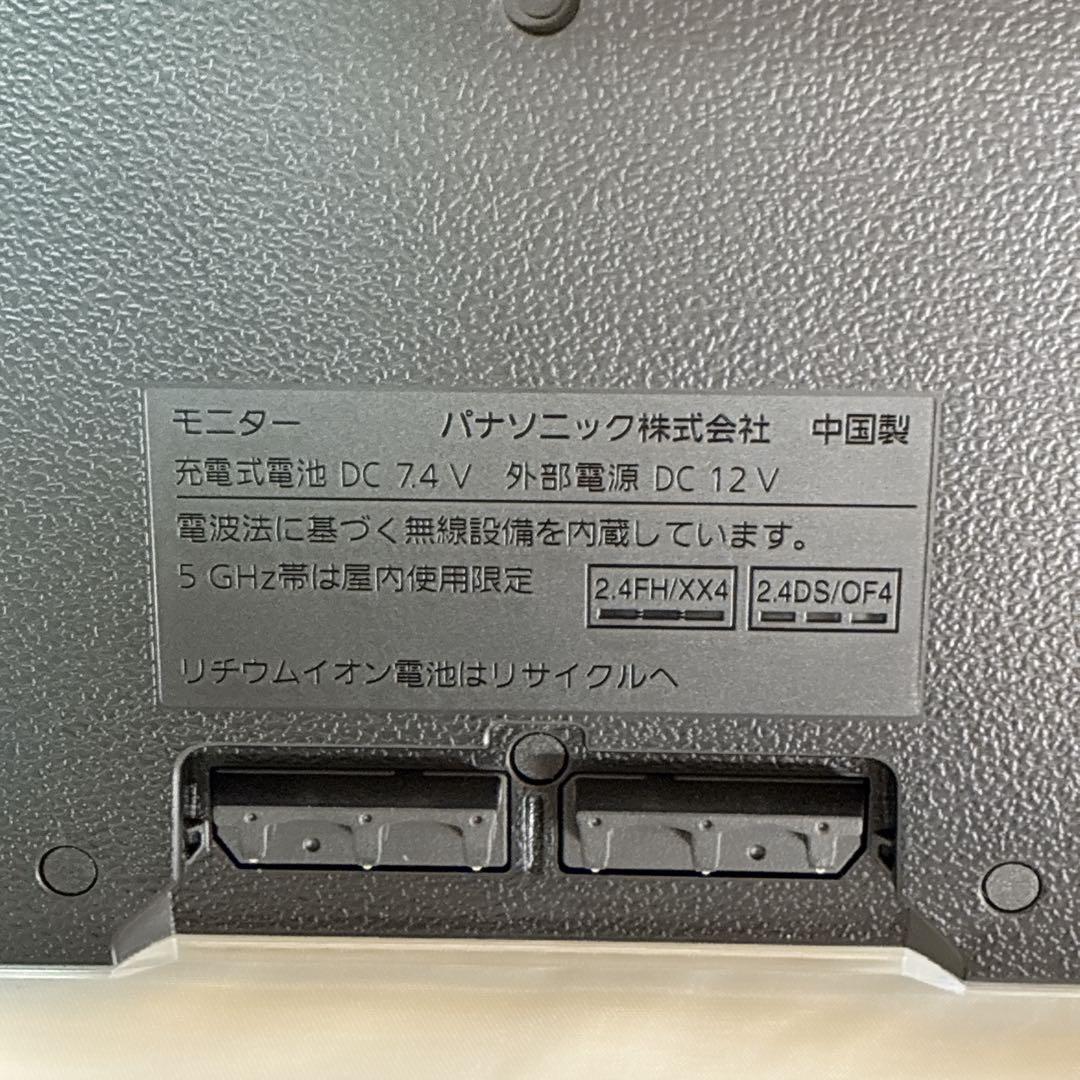 モニター パナソニック株式会社 中国製
充電式電池 DC 7.4 V 外部電源 DC 12 V
電波法に基づく無線設備を内蔵しています。
5 GHz帯は屋内使用限定 2.4FH/XX4 2.4DS/OF4
リチウムイオン電池はリサイクルへ